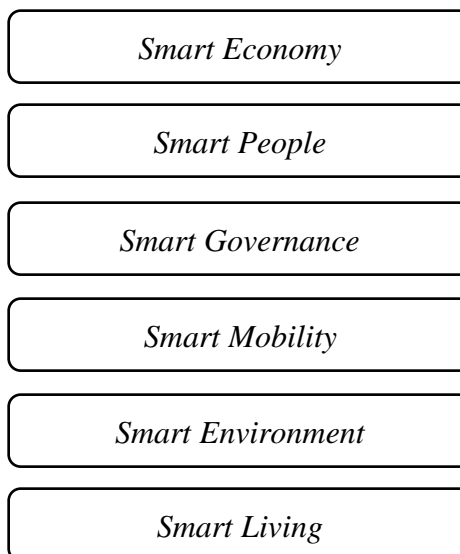 Smart Economy
Smart People
Smart Governance
Smart Mobility
Smart Environment
Smart Living